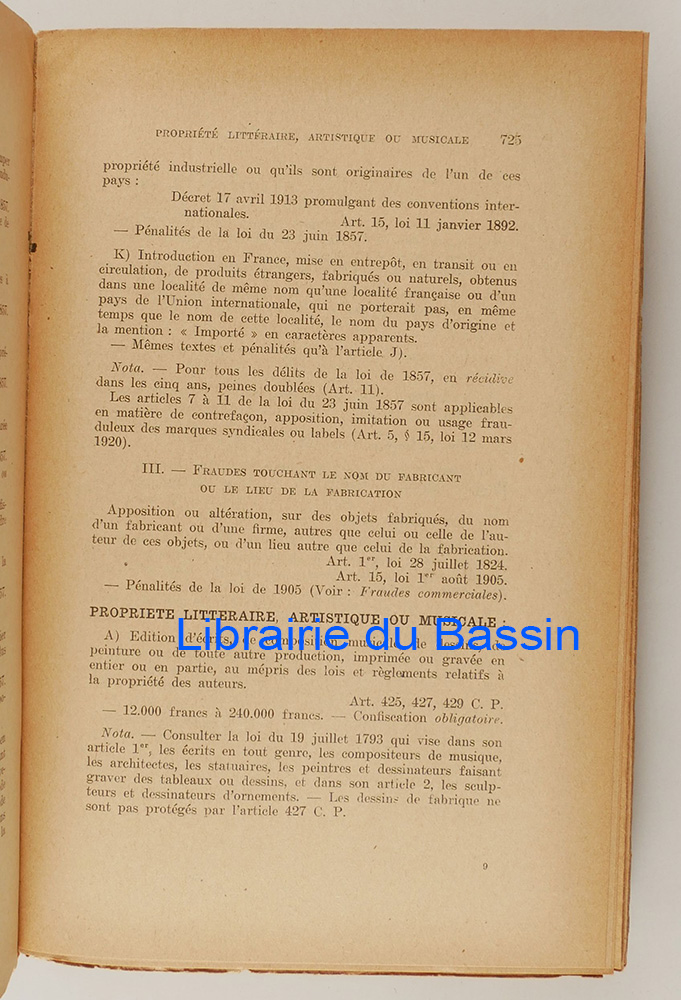 PROPRIÉTÉ LITTÉRAIRE, ARTISTIQUE OU MUSICALE 725
propriété industrielle ou qu'ils sont originaires de l'un de ces
pays :
Décret 17 avril 1913 promulgant des conventions inter-
nationales.
Art. 15, loi 11 janvier 1892.
— Pénalités de la loi du 23 juin 1857.
K) Introduction en France, mise en entrepôt, en transit ou en
circulation, de produits étrangers, fabriqués ou naturels, obtenus
dans une localité de même nom qu'une localité française ou d'un
pays de l'Union internationale, qui ne porterait pas, en même
temps que le nom de cette localité, le nom du pays d'origine et
la mention : « Importé » en caractères apparents.
— Mêmes textes et pénalités qu'à l'article J).
Nota. — Pour tous les délits de la loi de 1857, en récidive
dans les cinq ans, peines doublées (Art. 11).
Les articles 7 à 11 de la loi du 23 juin 1857 sont applicables
en matière de contrefaçon, apposition, imitation ou usage frau-
duleux des marques syndicales ou labels (Art. 5, § 15, loi 12 mars
1920).
III. — FRAUDES TOUCHANT LE NOM DU FABRICANT
OU LE LIEU DE LA FABRICATION
Apposition ou altération, sur des objets fabriqués, du nom
d'un fabricant ou d'une firme, autres que celui ou celle de l'au-
teur de ces objets, ou d'un lieu autre que celui de la fabrication.
Art. 1er, loi 28 juillet 1824.
Art. 15, loi 1er août 1905.
— Pénalités de la loi de 1905 (Voir : Fraudes commerciales).
PROPRIETE LITTERAIRE, ARTISTIQUE OU MUSICALE :
Librairie du Bassin
A) Edition d'écrits, de composition musicale, de dessin, de
peinture ou de toute autre production, imprimée ou gravée en
entier ou en partie, au mépris des lois et règlements relatifs à
la propriété des auteurs.
Art. 425, 427, 429 C. P.
— 12.000 francs à 240.000 francs. — Confiscation obligatoire.
Nota. — Consulter la loi du 19 juillet 1793 qui vise dans son
article 1er, les écrits en tout genre, les compositeurs de musique,
les architectes, les statuaires, les peintres et dessinateurs faisant
graver des tableaux ou dessins, et dans son article 2, les sculp-
teurs et dessinateurs d'ornements. — Les dessins de fabrique ne
sont pas protégés par l'article 427 C. P.
9